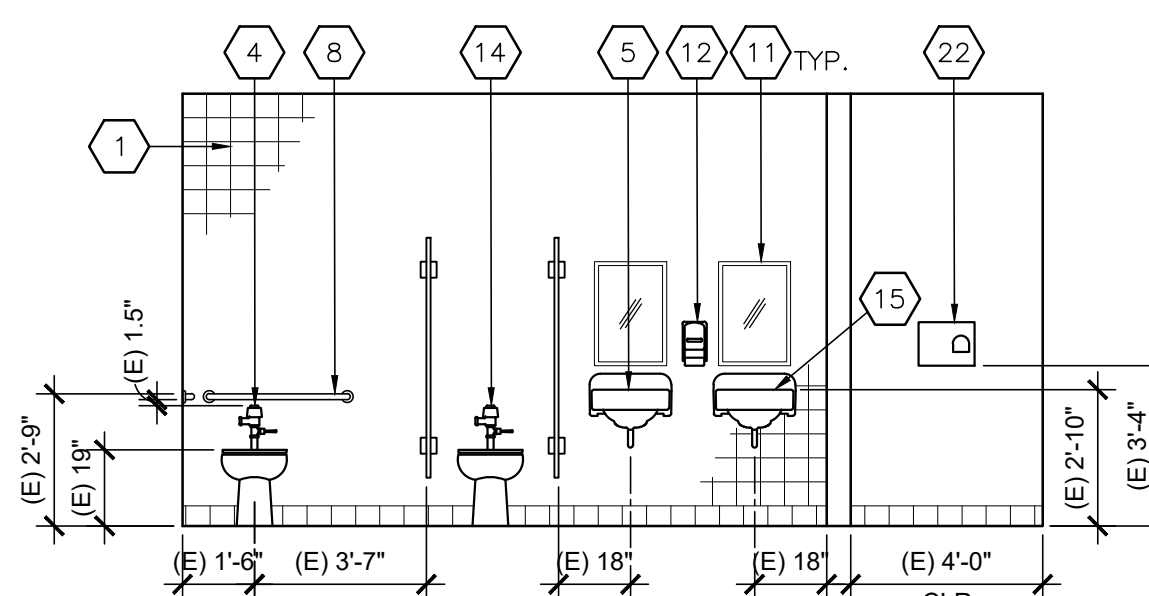 4
8
14
5
12
11 TYP.
22
1
15
(E) 1.5"
(E) 2'-9"
(E) 19"
(E) 2'-10"
(E) 3'-4"
(E) 1'-6"
(E) 3'-7"
(E) 18"
(E) 18"
(E) 4'-0"